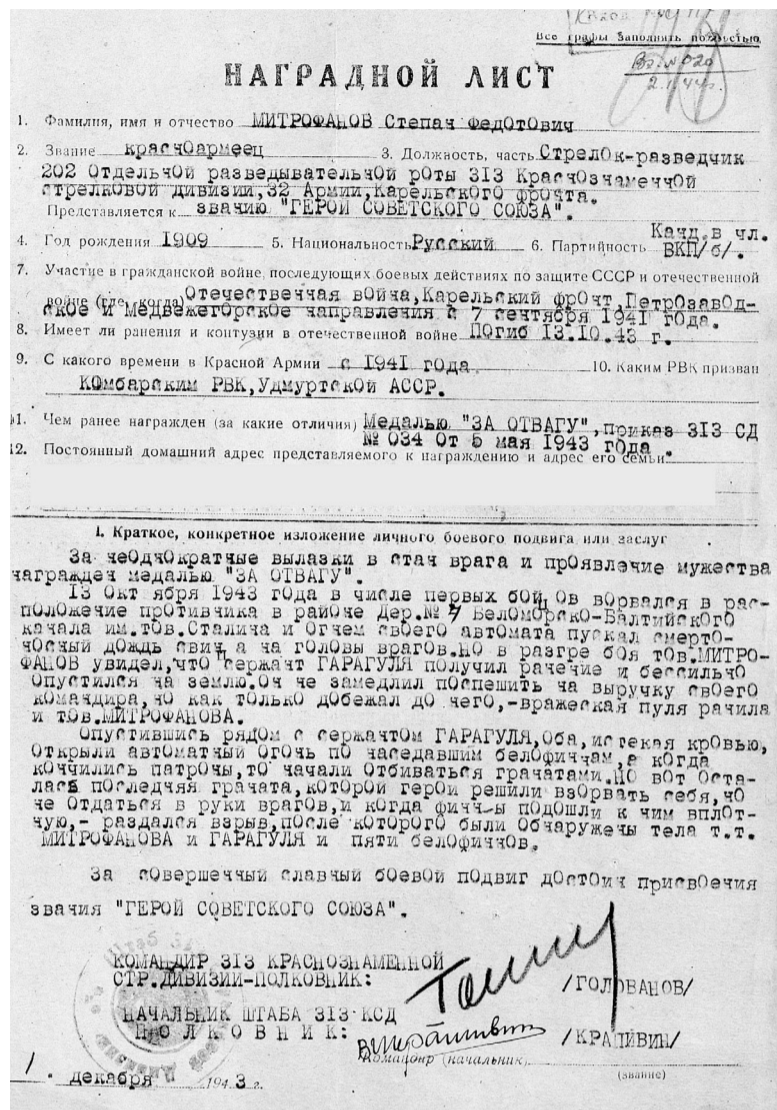 Все графы заполнять полностью
2.1.44г.
НАГРАДНОЙ ЛИСТ
1. Фамилия, имя и отчество МИТРОФАНОВ Степан Федотович
2. Звание красноармеец 3. Должность, часть Стрелок-разведчик
202 Отдельной разведывательной роты 313 Краснознаменной
стрелковой дивизии, 32 Армии, Карельского фронта.
Представляется к званию "ГЕРОЙ СОВЕТСКОГО СОЮЗА".
4. Год рождения 1909 5. Национальность Русский 6. Партийность Канд.в чл. ВКП/б/.
7. Участие в гражданской войне, последующих боевых действиях по защите СССР и отечественной
войне (где, когда) Отечественная война, Карельский фронт, Петрозавод-
ское и медвежегорское направления с 7 сентября 1941 года.
8. Имеет ли ранения и контузии в отечественной войне Погиб 13.10.43 г.
9. С какого времени в Красной Армии с 1941 года 10. Каким РВК призван
Комбарским РВК, Удмуртской АССР.
11. Чем ранее награжден (за какие отличия) Медалью "ЗА ОТВАГУ", приказ 313 СД
№ 034 от 5 мая 1943 года.
12. Постоянный домашний адрес представляемого к награждению и адрес его семьи
I. Краткое, конкретное изложение личного боевого подвига или заслуг
За неоднократные вылазки в стан врага и проявление мужества
награжден медалью "ЗА ОТВАГУ".
13 Окт ября 1943 года в числе первых бойцов ворвался в рас-
положение противника в районе Дер.№ 7 Беломорско-Балтийского
канала им.тов.Сталина и огнем своего автомата пускал смерто-
носный дождь свинца на головы врагов.Но в разгре боя тов.МИТРО-
ФАНОВ увидел,что сержант ГАРАГУЛЯ получил ранение и бессильно
опустился на землю.Он не замедлил поспешить на выручку своего
командира,но как только добежал до него,-вражеская пуля ранила
и тов.МИТРОФАНОВА.
Опустившись рядом с сержантом ГАРАГУЛЯ,оба,истекая кровью,
открыли автоматный огонь по наседавшим белофиннам,а когда
кончились патроны,то начали отбиваться гранатами.Но вот оста-
лась последняя граната,которой герои решили взорвать себя,но
не отдаться в руки врагов,и когда финны подошли к ним вплот-
ную,- раздался взрыв,после которого были обнаружены тела т.т.
МИТРОФАНОВА и ГАРАГУЛЯ и пяти белофиннов.
За совершенный славный боевой подвиг достоин присвоения
звания "ГЕРОЙ СОВЕТСКОГО СОЮЗА".
КОМАНДИР 313 КРАСНОЗНАМЕННОЙ
СТР.ДИВИЗИИ-ПОЛКОВНИК: /ГОЛОВАНОВ/
НАЧАЛЬНИК ШТАБА 313 КСД
ПОЛКОВНИК: /КРАПИВИН/
Командир (начальник)
(звание)
1. декабря 1943 г.